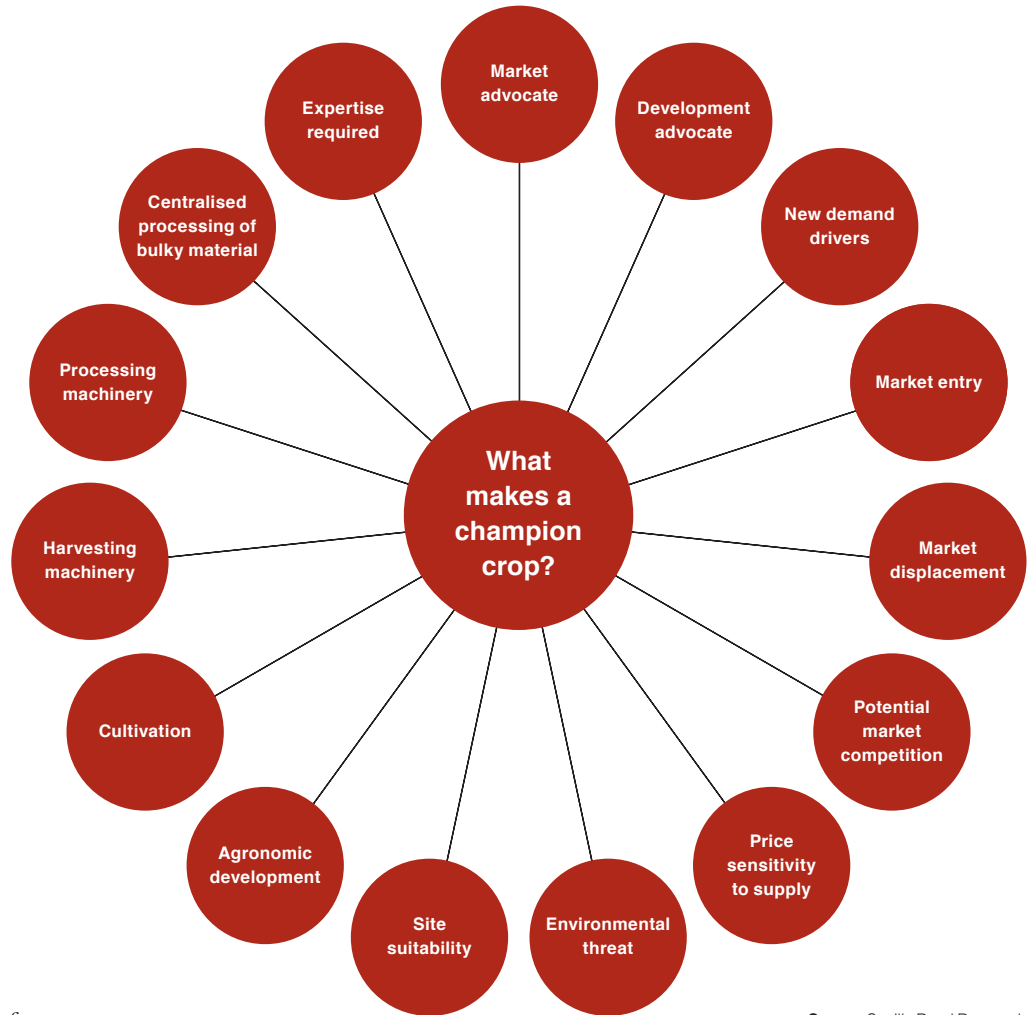 Market
advocate
Development
advocate
New demand
drivers
Market entry
Market
displacement
Potential
market
competition
Price
sensitivity
to supply
Environmental
threat
Site
suitability
Agronomic
development
Cultivation
Harvesting
machinery
Processing
machinery
Centralised
processing of
bulky material
Expertise
required
What
makes a
champion
crop?